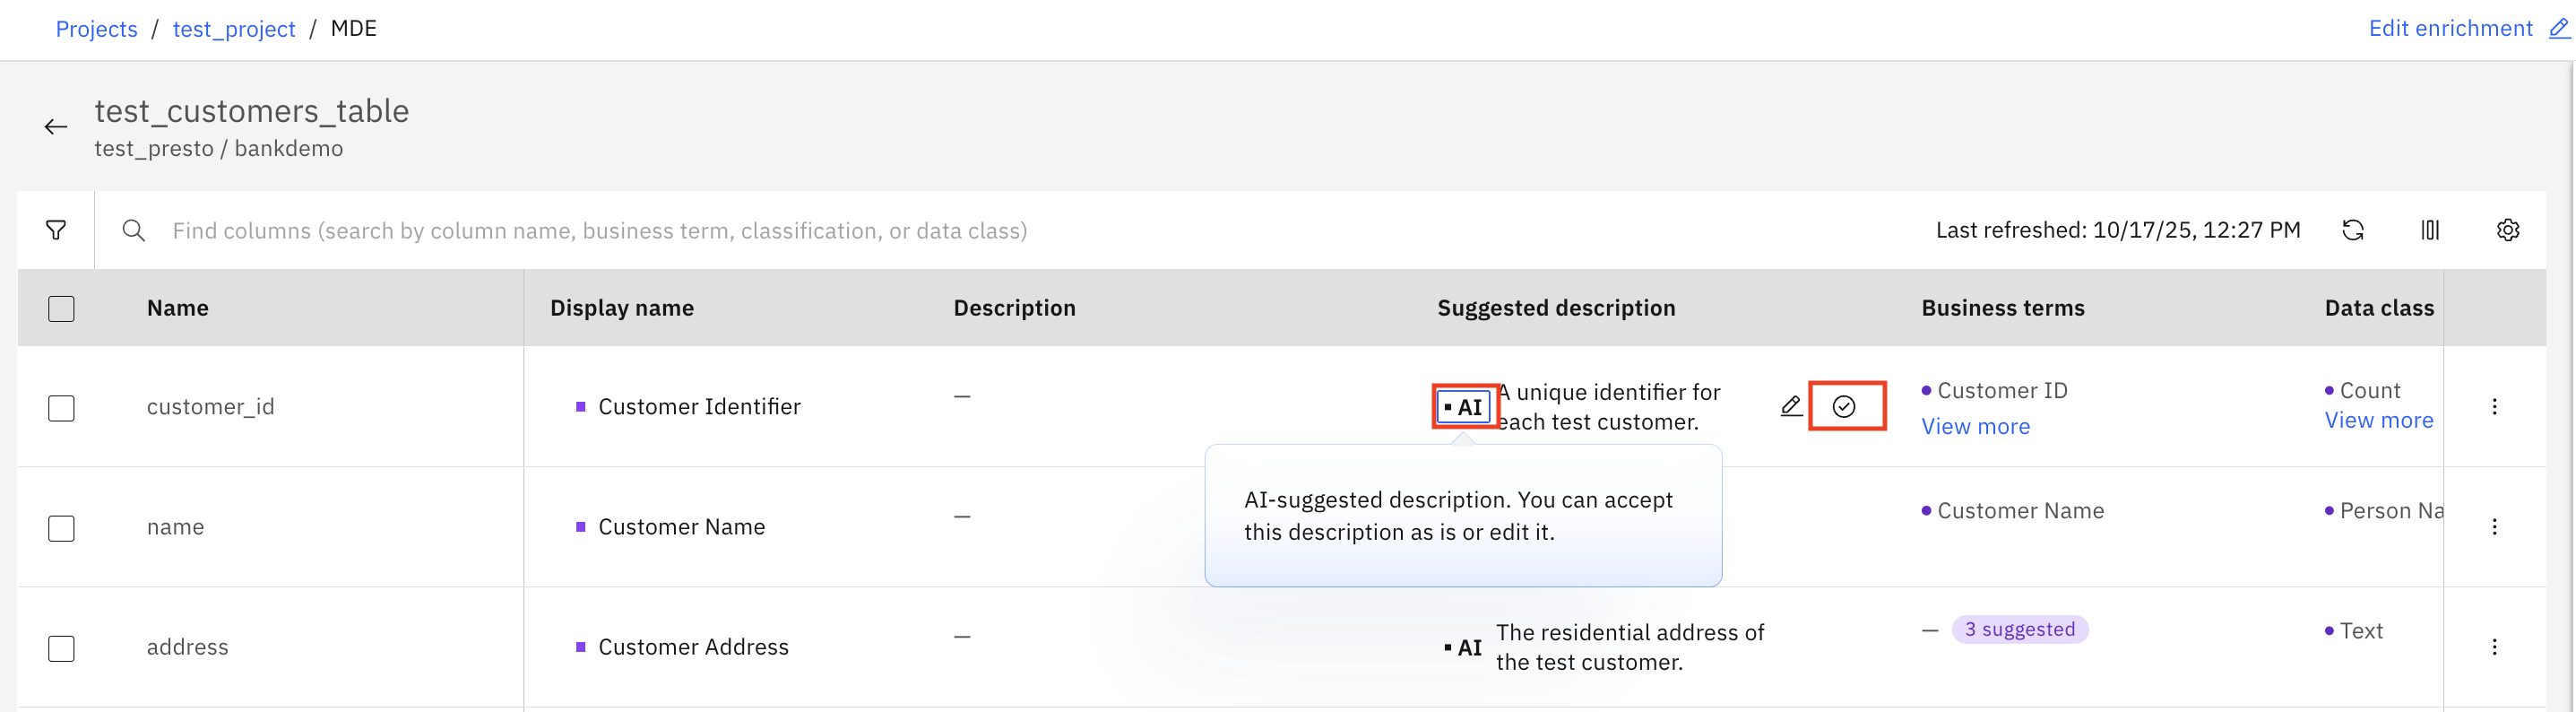 Projects / test_project / MDE
Edit enrichment
test_customers_table
test_presto / bankdemo
Find columns (search by column name, business term, classification, or data class)
Last refreshed: 10/17/25, 12:27 PM
Name
Display name
Description
Suggested description
Business terms
Data class
customer_id
Customer Identifier
—
AI
A unique identifier for
each test customer.
Customer ID
View more
Count
View more
AI-suggested description. You can accept
this description as is or edit it.
name
Customer Name
—
Customer Name
Person Na
address
Customer Address
—
AI
The residential address of
the test customer.
— 3 suggested
Text